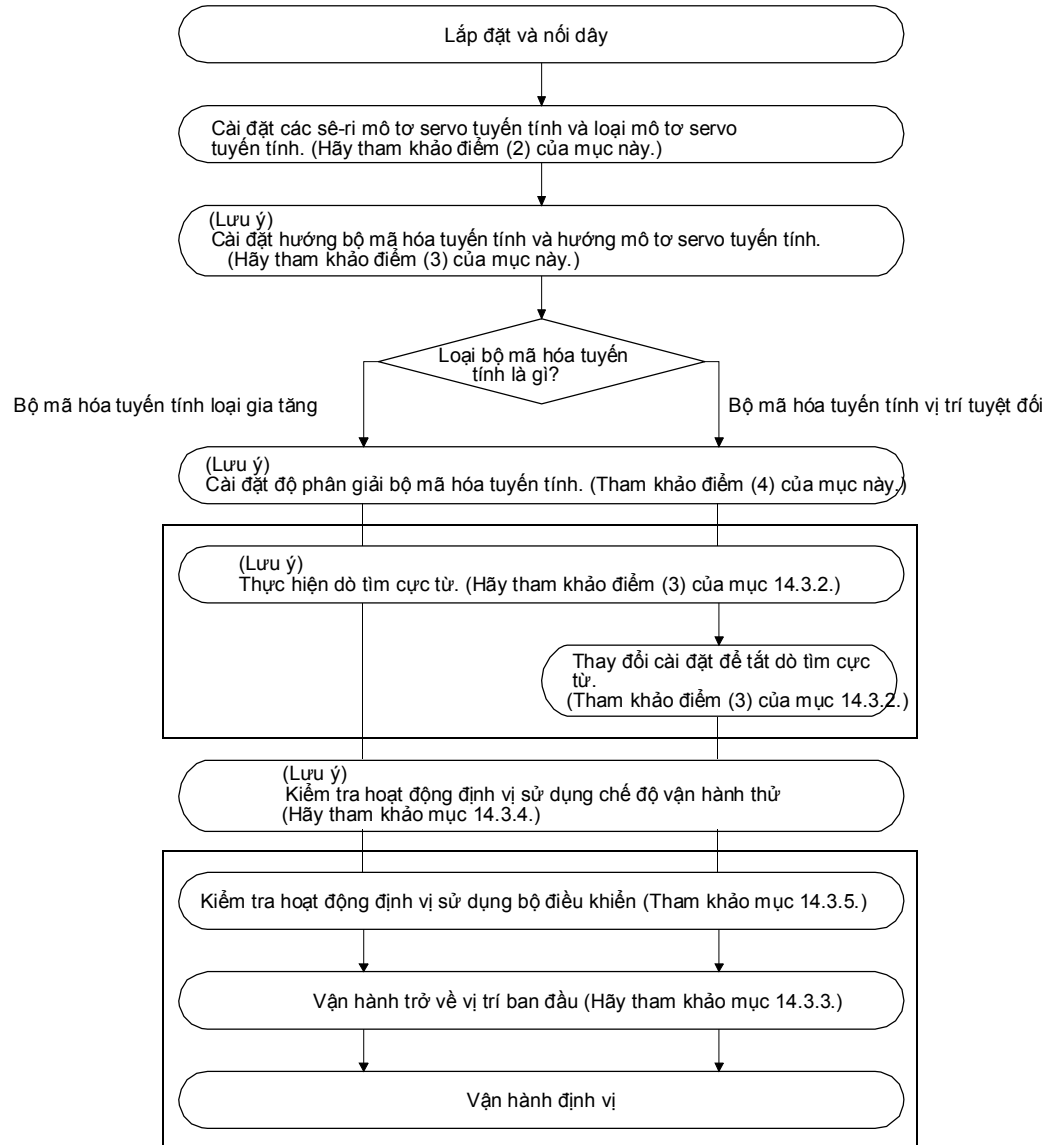 Lắp đặt và nối dây
Cài đặt các sê-ri mô tơ servo tuyến tính và loại mô tơ servo
tuyến tính. (Hãy tham khảo điểm (2) của mục này.)
(Lưu ý)
Cài đặt hướng bộ mã hóa tuyến tính và hướng mô tơ servo tuyến tính.
(Hãy tham khảo điểm (3) của mục này.)
Loại bộ mã hóa tuyến
tính là gì?
Bộ mã hóa tuyến tính loại gia tăng
Bộ mã hóa tuyến tính vị trí tuyệt đối
(Lưu ý)
Cài đặt độ phân giải bộ mã hóa tuyến tính. (Tham khảo điểm (4) của mục này.)
(Lưu ý)
Thực hiện dò tìm cực từ. (Hãy tham khảo điểm (3) của mục 14.3.2.)
Thay đổi cài đặt để tắt dò tìm cực
từ.
(Tham khảo điểm (3) của mục 14.3.2.)
(Lưu ý)
Kiểm tra hoạt động định vị sử dụng chế độ vận hành thử
(Hãy tham khảo mục 14.3.4.)
Kiểm tra hoạt động định vị sử dụng bộ điều khiển (Tham khảo mục 14.3.5.)
Vận hành trở về vị trí ban đầu (Hãy tham khảo mục 14.3.3.)
Vận hành định vị